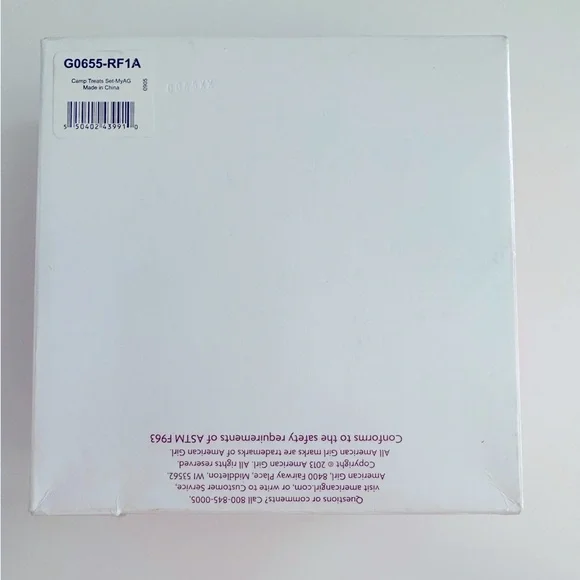 G0655-RF1A
Camp Treats Set-MyAG
Made in China
0905
5 50402 43991 0
Questions or comments? Call 800-845-0005,
visit americangirl.com, or write to Customer Service,
American Girl, 8400 Fairway Place, Middleton, WI 53562.
Copyright © 2013 American Girl. All rights reserved.
All American Girl marks are trademarks of American Girl.
Conforms to the safety requirements of ASTM F963